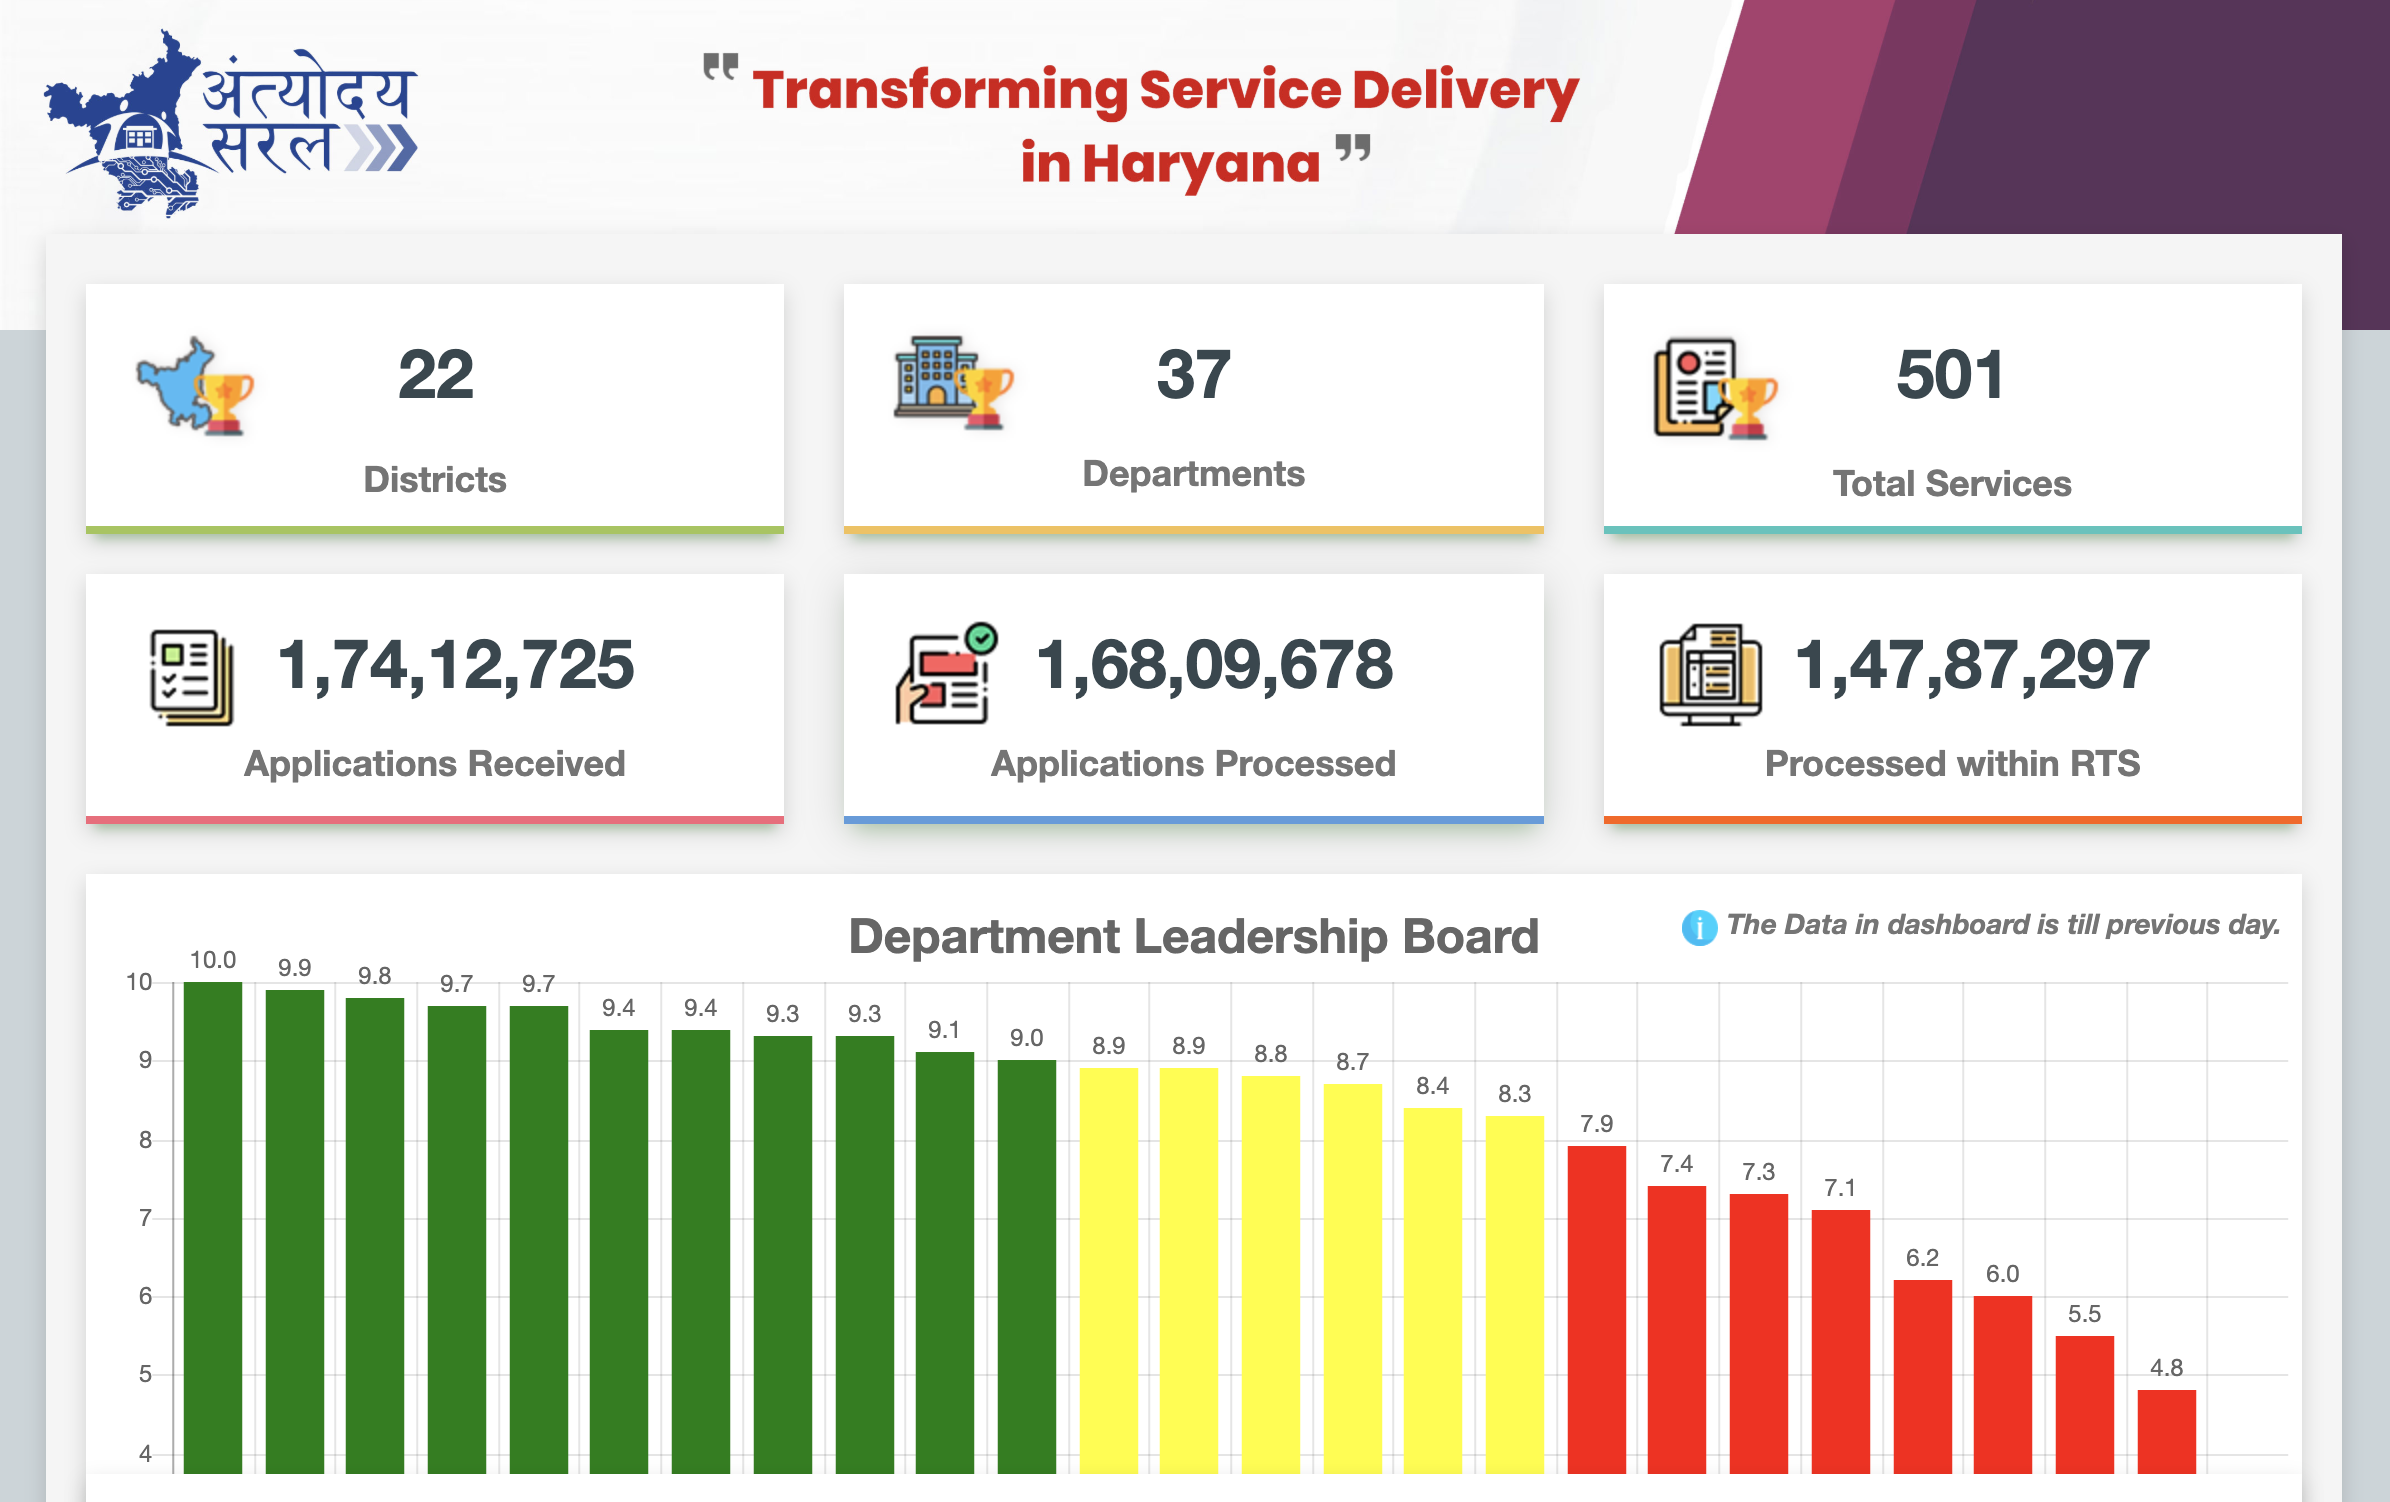 अंत्योदय
सरल
" Transforming Service Delivery
in Haryana "
22
Districts
37
Departments
501
Total Services
1,74,12,725
Applications Received
1,68,09,678
Applications Processed
1,47,87,297
Processed within RTS
Department Leadership Board
i The Data in dashboard is till previous day.
10.0 9.9 9.8 9.7 9.7 9.4 9.4 9.3 9.3 9.1 9.0 8.9 8.9 8.8 8.7 8.4 8.3 7.9 7.4 7.3 7.1 6.2 6.0 5.5 4.8
10
9
8
7
6
5
4